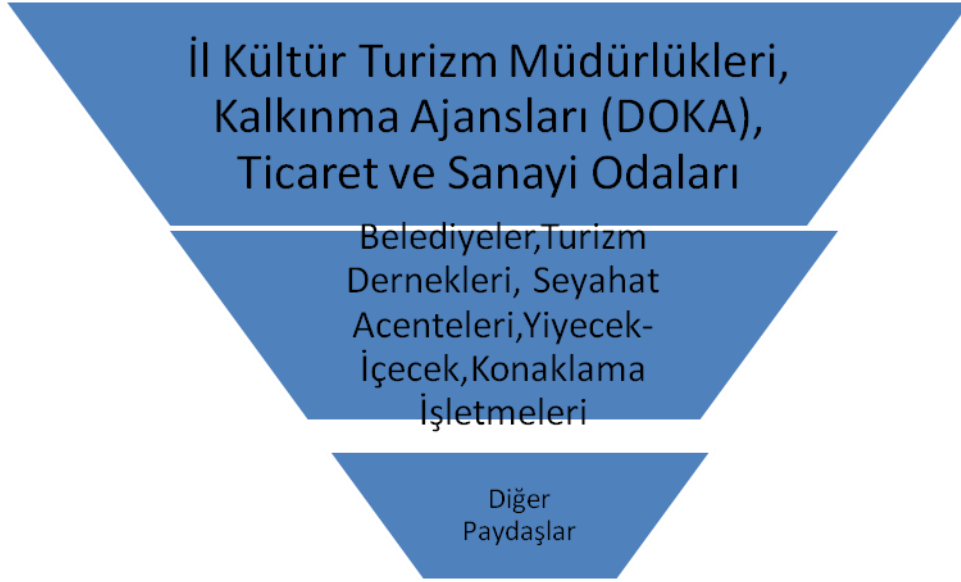 İl Kültür Turizm Müdürlükleri,
Kalkınma Ajansları (DOKA),
Ticaret ve Sanayi Odaları
Belediyeler,Turizm
Dernekleri, Seyahat
Acenteleri,Yiyecek-
İçecek,Konaklama
İşletmeleri
Diğer
Paydaşlar